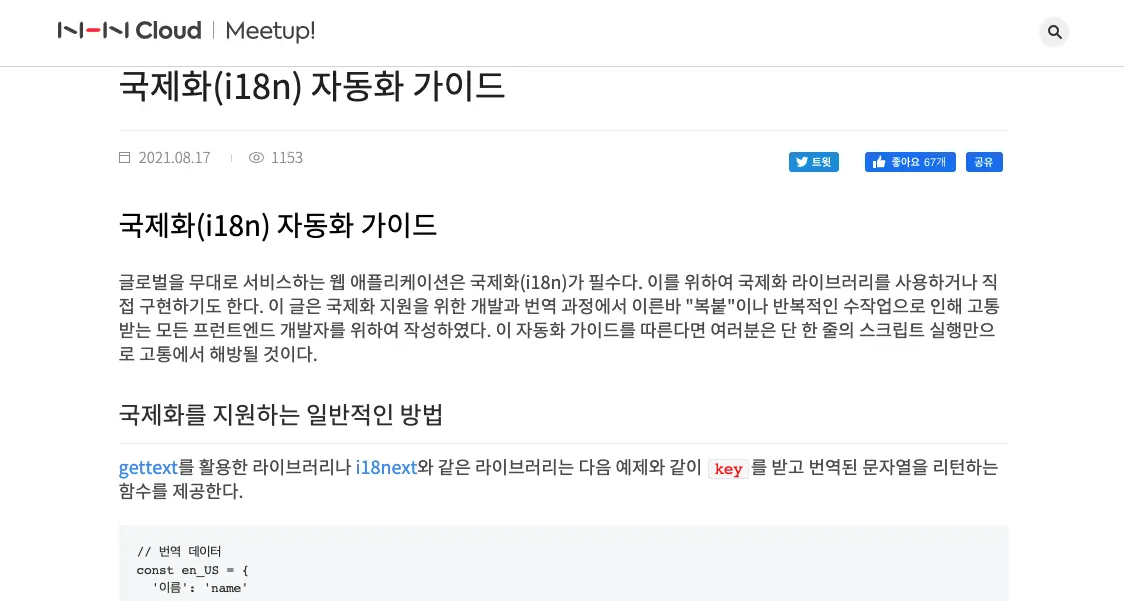 NHN Cloud | Meetup!
국제화(i18n) 자동화 가이드
2021.08.17 | 1153
트윗 좋아요 67개 공유
국제화(i18n) 자동화 가이드
글로벌을 무대로 서비스하는 웹 애플리케이션은 국제화(i18n)가 필수다. 이를 위하여 국제화 라이브러리를 사용하거나 직
접 구현하기도 한다. 이 글은 국제화 지원을 위한 개발과 번역 과정에서 이른바 "복붙"이나 반복적인 수작업으로 인해 고통
받는 모든 프런트엔드 개발자를 위하여 작성하였다. 이 자동화 가이드를 따른다면 여러분은 단 한 줄의 스크립트 실행만으
로 고통에서 해방될 것이다.
국제화를 지원하는 일반적인 방법
gettext를 활용한 라이브러리나 i18next와 같은 라이브러리는 다음 예제와 같이 key 를 받고 번역된 문자열을 리턴하는
함수를 제공한다.
// 번역 데이터
const en_US = {
'이름': 'name'